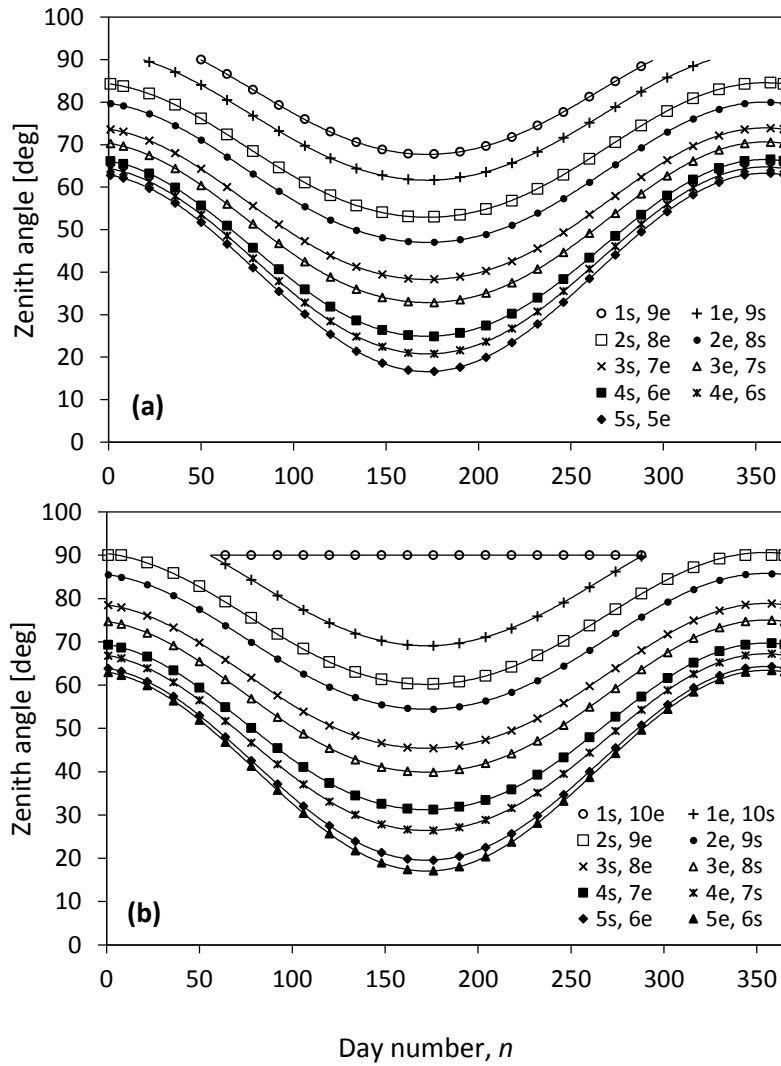 100
90
80
70
60
50
40
30
20
10
0
Zenith angle [deg]
1s, 9e 1e, 9s
2s, 8e 2e, 8s
3s, 7e 3e, 7s
4s, 6e 4e, 6s
5s, 5e
(a)
0 50 100 150 200 250 300 350
100
90
80
70
60
50
40
30
20
10
0
Zenith angle [deg]
1s, 10e 1e, 10s
2s, 9e 2e, 9s
3s, 8e 3e, 8s
4s, 7e 4e, 7s
5s, 6e 5e, 6s
(b)
0 50 100 150 200 250 300 350
Day number, n